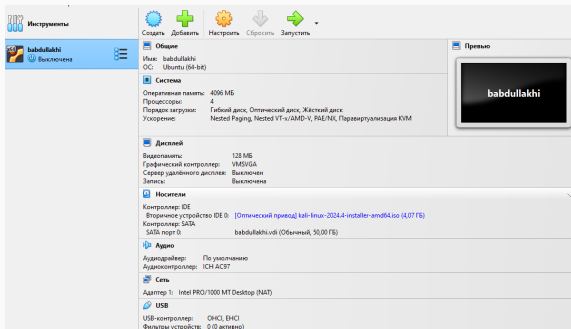 Инструменты
Создать Добавить Настроить Сбросить Запустить
babdullakhi
Выключена
Общие
Имя: babdullakhi
ОС: Ubuntu (64-bit)
Превью
babdullakhi
Система
Оперативная память: 4096 МБ
Процессоры: 4
Порядок загрузки: Гибкий диск, Оптический диск, Жёсткий диск
Ускорение: Nested Paging, Nested VT-x/AMD-V, PAE/NX, Паравиртуализация KVM
Дисплей
Видеопамять: 128 МБ
Графический контроллер: VMSVGA
Сервер удалённого дисплея: Выключен
Запись: Выключена
Носители
Контроллер: IDE
Вторичное устройство IDE 0: [Оптический привод] kali-linux-2024.4-installer-amd64.iso (4,07 ГБ)
Контроллер: SATA
SATA порт 0: babdullakhi.vdi (Обычный, 50,00 ГБ)
Аудио
Аудиодрайвер: По умолчанию
Аудиоконтроллер: ICH AC97
Сеть
Адаптер 1: Intel PRO/1000 MT Desktop (NAT)
USB
USB-контроллер: OHCI, EHCI
Фильтры устройств: 0 (0 активно)